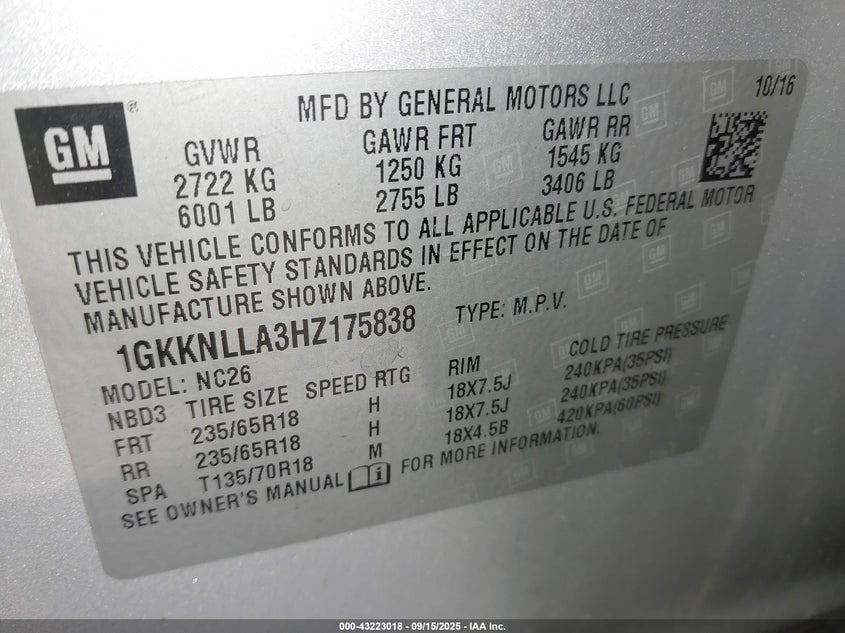 MFD BY GENERAL MOTORS LLC 10/16
GM®
GVWR GAWR FRT GAWR RR
2722 KG 1250 KG 1545 KG
6001 LB 2755 LB 3406 LB
THIS VEHICLE CONFORMS TO ALL APPLICABLE U.S. FEDERAL MOTOR
VEHICLE SAFETY STANDARDS IN EFFECT ON THE DATE OF
MANUFACTURE SHOWN ABOVE.
1GKKNLLA3HZ175838 TYPE: M.P.V.
MODEL: NC26
NBD3 TIRE SIZE SPEED RTG RIM COLD TIRE PRESSURE
FRT 235/65R18 H 18X7.5J 240KPA(35PSI)
RR 235/65R18 H 18X7.5J 240KPA(35PSI)
SPA T135/70R18 M 18X4.5B 420KPA(60PSI)
SEE OWNER'S MANUAL FOR MORE INFORMATION.
000-43223018 - 09/15/2025 - IAA Inc.